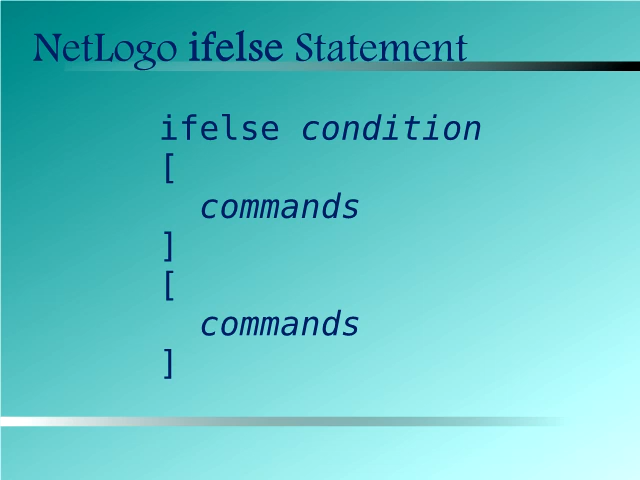 NetLogo ifelse Statement
ifelse condition
[
commands
]
[
commands
]